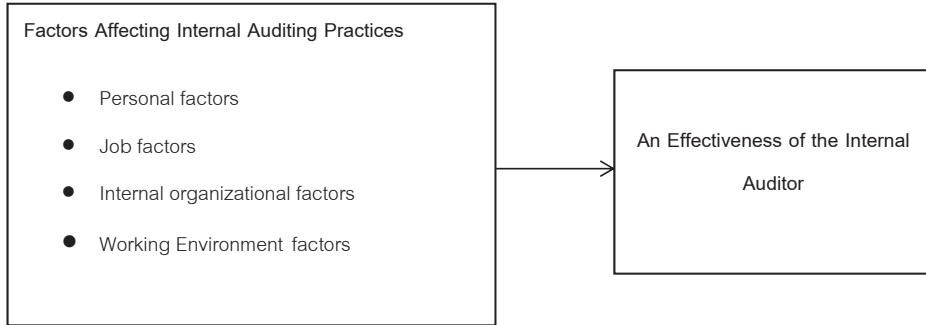 Factors Affecting Internal Auditing Practices
● Personal factors
● Job factors
● Internal organizational factors
● Working Environment factors
An Effectiveness of the Internal
Auditor